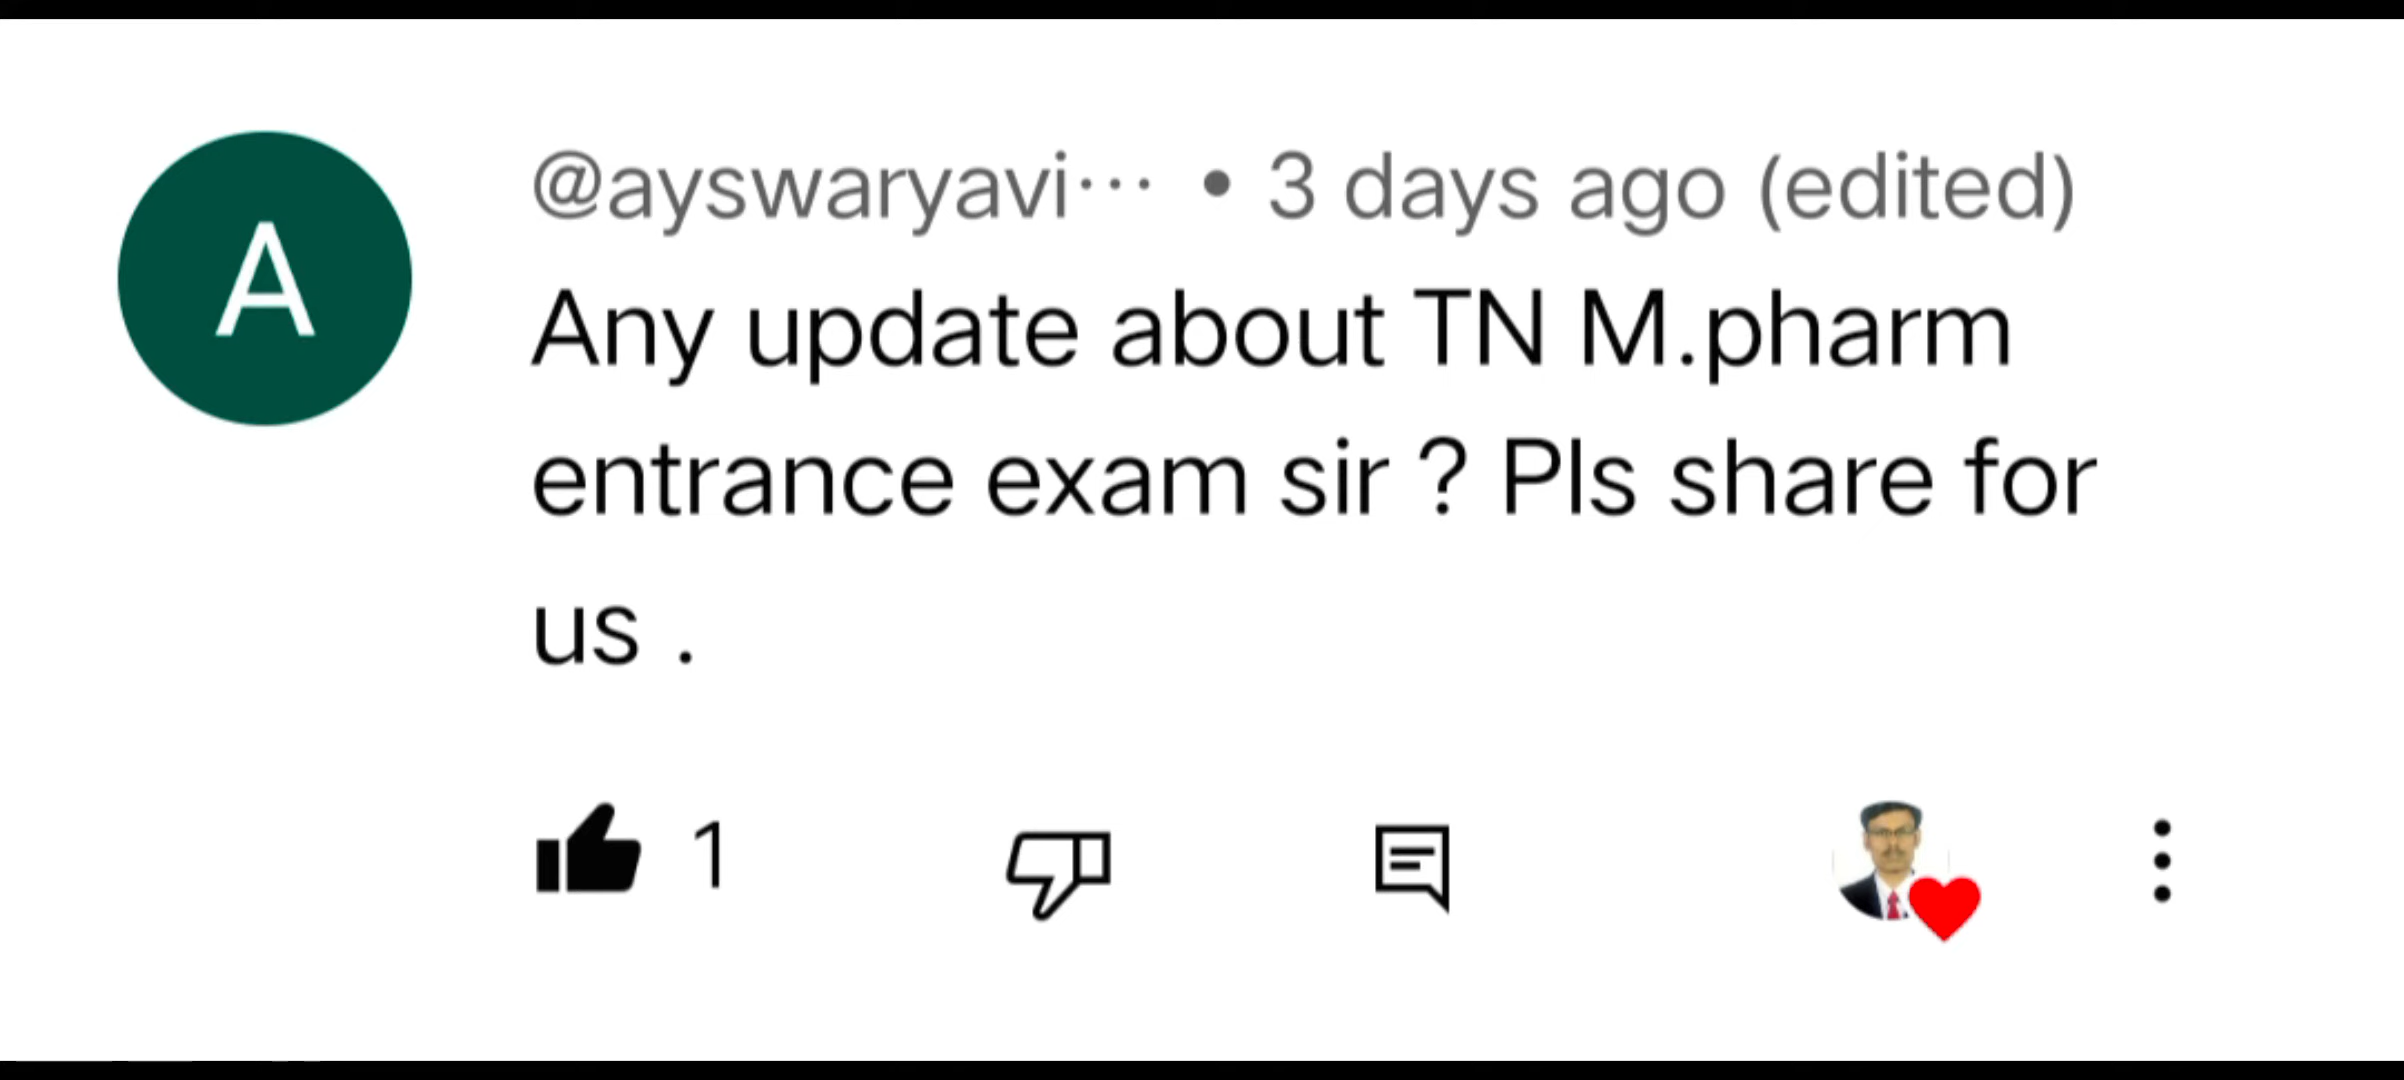 A
@ayswaryavi... • 3 days ago (edited)
Any update about TN M.pharm
entrance exam sir ? Pls share for
us .
1